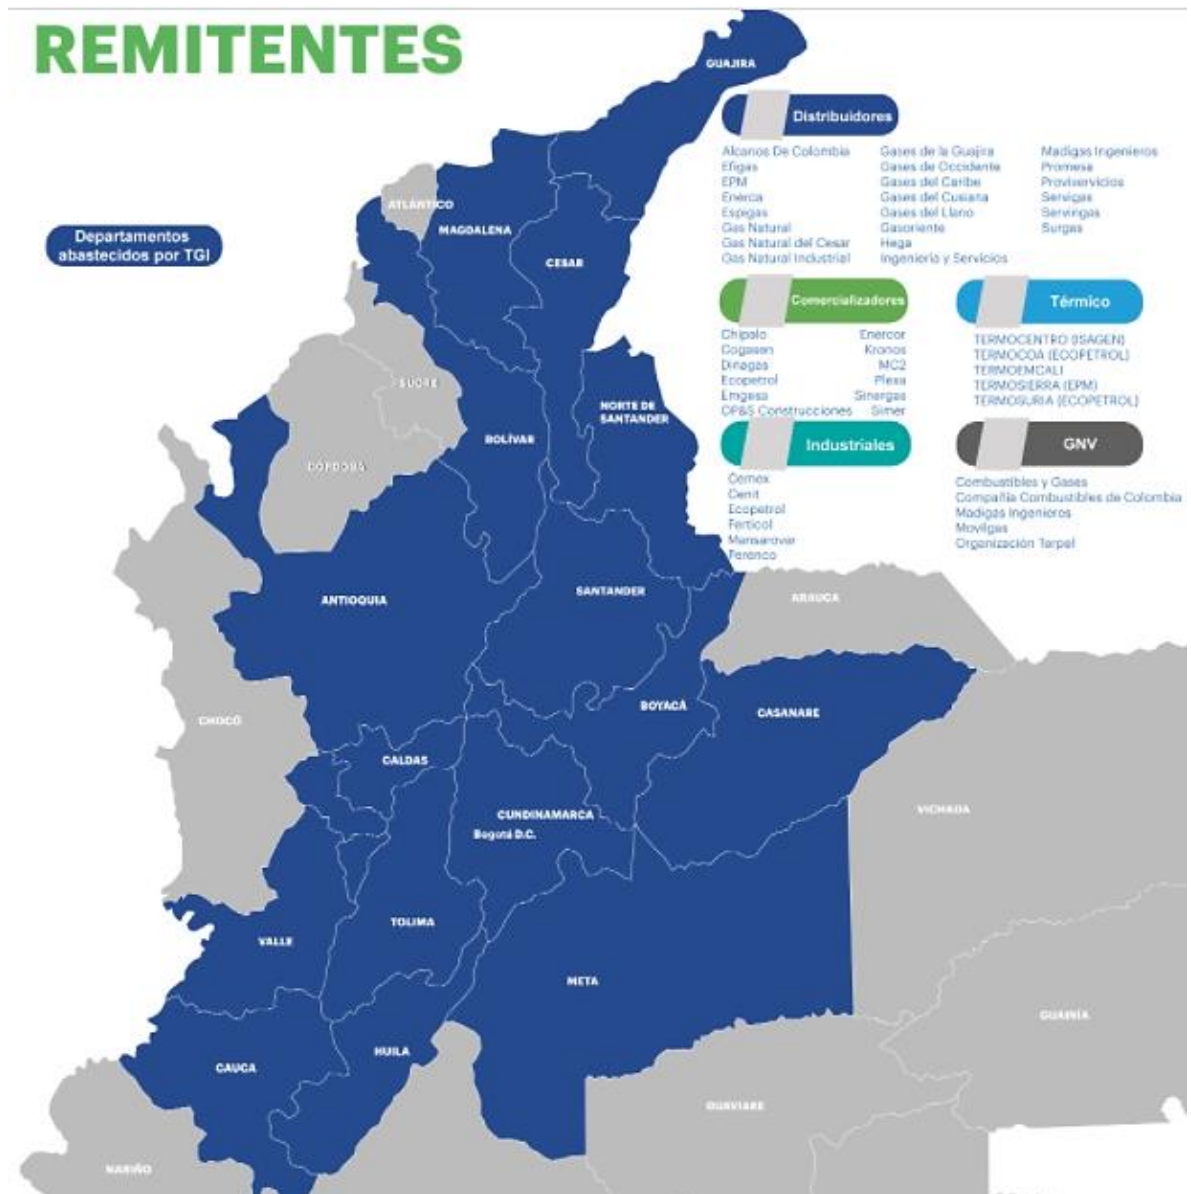 REMITENTES
GUAJIRA
Distribuidores
Alcanos De Colombia
Efigas
EPM
Enerca
Espigas
Gas Natural
Gas Natural del Cesar
Gas Natural Industrial
Gases de la Guajira
Gases de Occidente
Gases del Caribe
Gases del Cusiana
Gases del Llano
Gasoriente
Hega
Ingeniería y Servicios
Madigas Ingenieros
Promesa
Proviservicios
Servigas
Servingas
Surgas
Departamentos
abastecidos por TGI
ATLÁNTICO
MAGDALENA
CESAR
Comercializadores
Chipalo
Cogasen
Dinagas
Ecopetrol
Emgesa
OP&S Construcciones
Enercor
Kronos
MC2
Plesa
Sinergas
Simer
Térmico
TERMOCENTRO (ISAGEN)
TERMOCOA (ECOPETROL)
TERMOEMCALI
TERMOSIERRA (EPM)
TERMOSURIA (ECOPETROL)
SUCRE
NORTE DE
SANTANDER
BOLÍVAR
CÓRDOBA
Industriales
Cemex
Cenit
Ecopetrol
Ferticol
Mansarovar
Perenco
GNV
Combustibles y Gases
Compañía Combustibles de Colombia
Madigas Ingenieros
Movilgas
Organización Terpel
ANTIOQUIA
SANTANDER
ARAUCA
CHOCÓ
BOYACÁ
CASANARE
CALDAS
CUNDINAMARCA
Bogotá D.C.
VICHADA
TOLIMA
VALLE
META
GUAINÍA
CAUCA
HUILA
GUAVIARE
NARIÑO